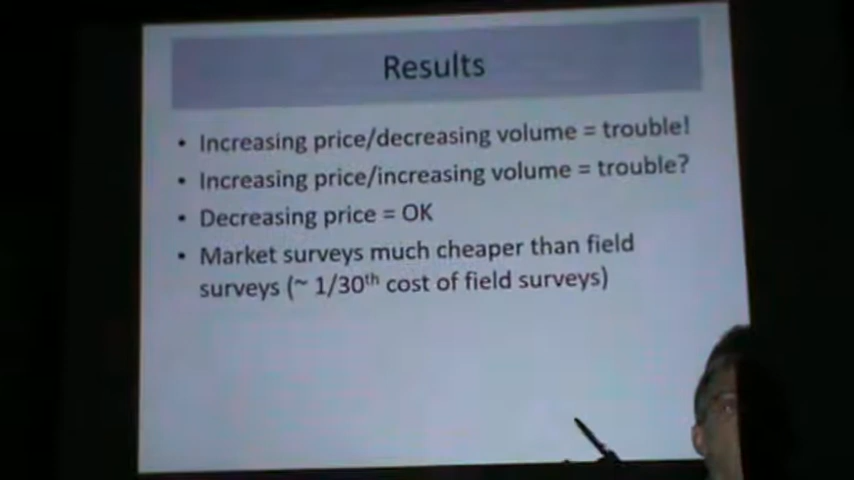 Results
• Increasing price/decreasing volume = trouble!
• Increasing price/increasing volume = trouble?
• Decreasing price = OK
• Market surveys much cheaper than field
surveys (~ 1/30th cost of field surveys)